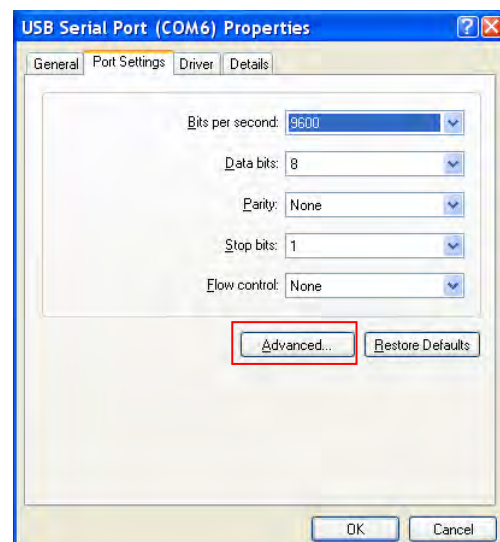 USB Serial Port (COM6) Properties
General Port Settings Driver Details
Bits per second: 9600
Data bits: 8
Parity: None
Stop bits: 1
Flow control: None
Advanced... Restore Defaults
OK Cancel